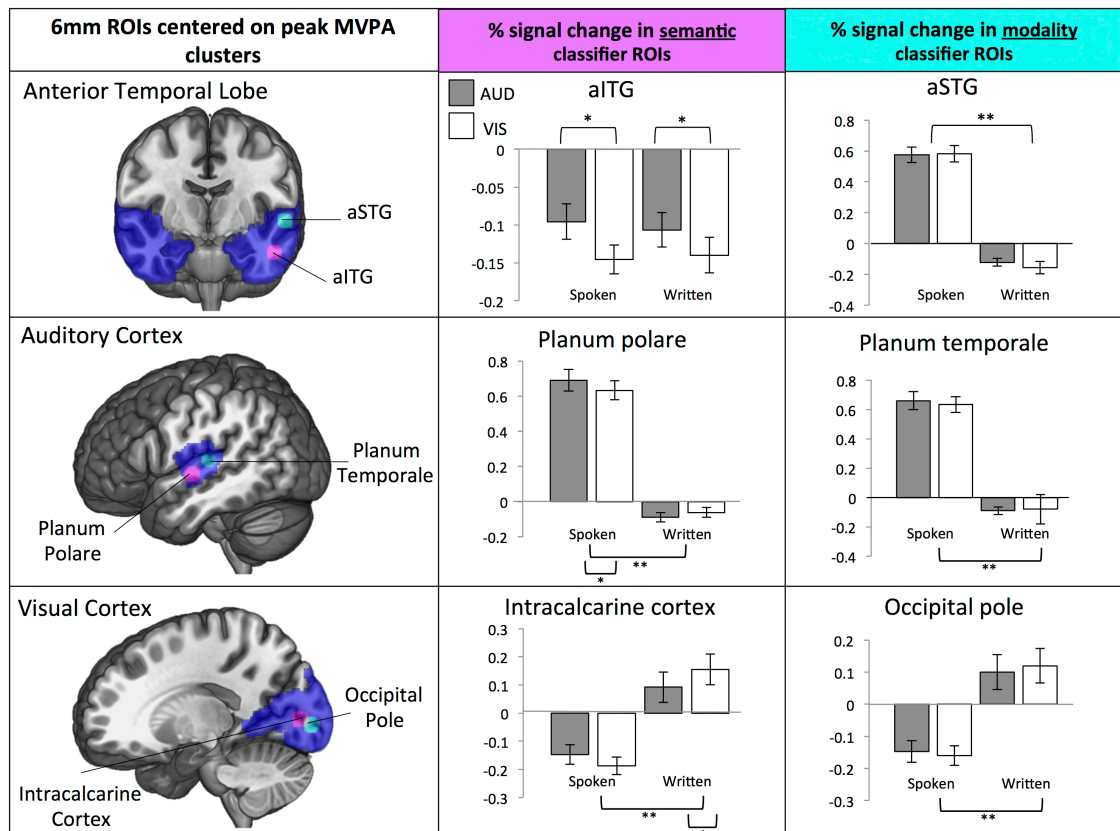 6mm ROIs centered on peak MVPA
clusters
% signal change in semantic
classifier ROIs
% signal change in modality
classifier ROIs
Anterior Temporal Lobe
aSTG
aITG
AUD
VIS
aITG
*
*
0
-0.05
-0.1
-0.15
-0.2
Spoken
Written
aSTG
**
0.8
0.6
0.4
0.2
0
-0.2
-0.4
Spoken
Written
Auditory Cortex
Planum
Temporale
Planum
Polare
Planum polare
0.8
0.6
0.4
0.2
0
-0.2
Spoken
Written
**
*
Planum temporale
0.8
0.6
0.4
0.2
0
-0.2
-0.4
Spoken
Written
**
Visual Cortex
Occipital
Pole
Intracalcarine
Cortex
Intracalcarine cortex
0.3
0.2
0.1
0
-0.1
-0.2
-0.3
Spoken
Written
**
Occipital pole
0.2
0.1
0
-0.1
-0.2
-0.3
Spoken
Written
**